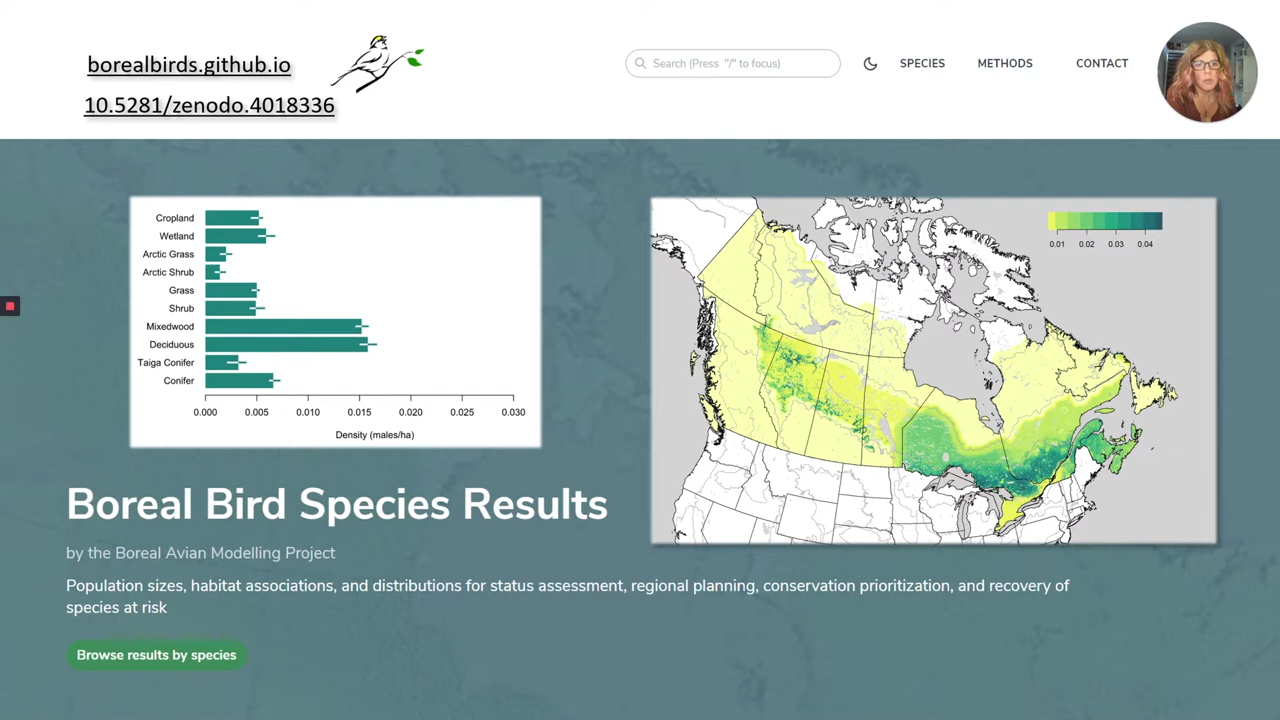 borealbirds.github.io
10.5281/zenodo.4018336
Search (Press "/" to focus)
SPECIES
METHODS
CONTACT
Cropland
Wetland
Arctic Grass
Arctic Shrub
Grass
Shrub
Mixedwood
Deciduous
Taiga Conifer
Conifer
0.000 0.005 0.010 0.015 0.020 0.025 0.030
Density (males/ha)
0.01 0.02 0.03 0.04
Boreal Bird Species Results
by the Boreal Avian Modelling Project
Population sizes, habitat associations, and distributions for status assessment, regional planning, conservation prioritization, and recovery of
species at risk
Browse results by species